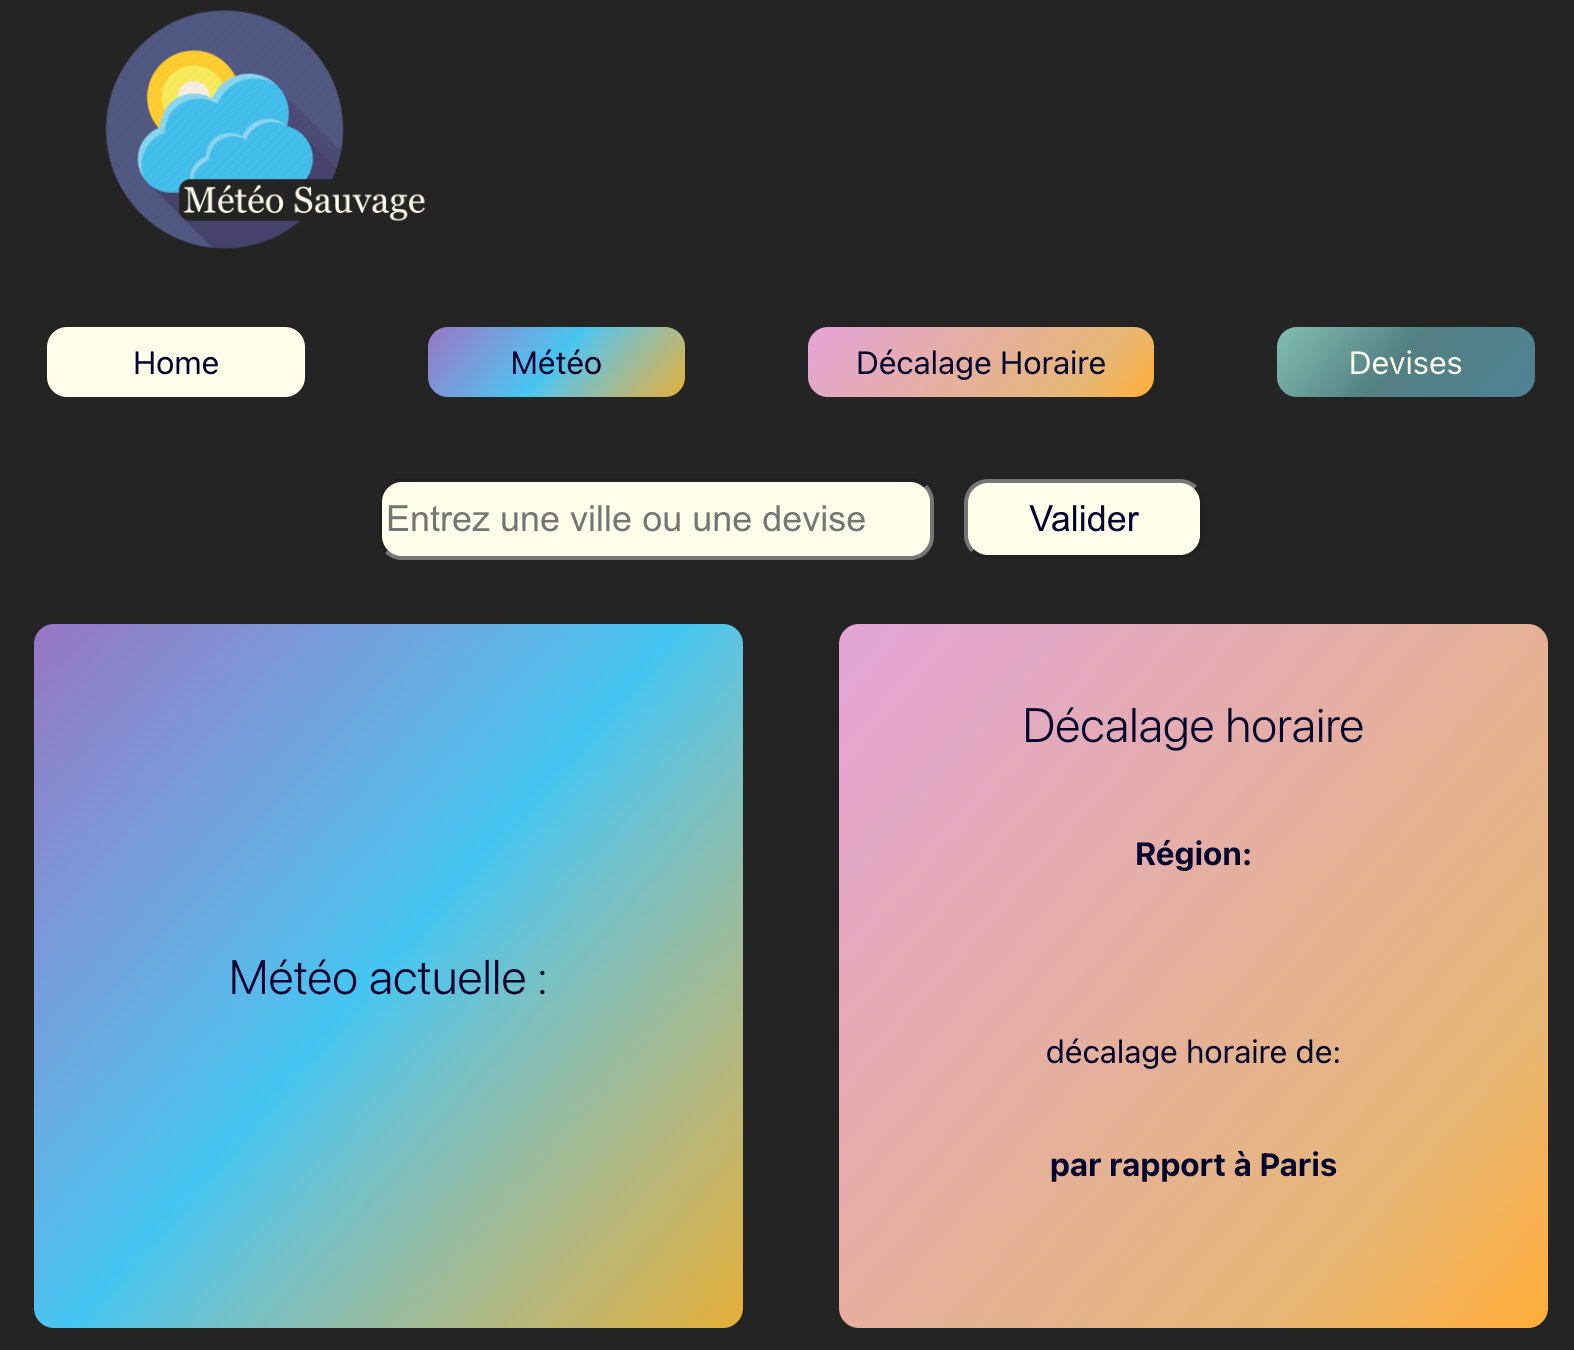 Météo Sauvage
Home
Météo
Décalage Horaire
Devises
Entrez une ville ou une devise
Valider
Météo actuelle :
Décalage horaire
Région:
décalage horaire de:
par rapport à Paris